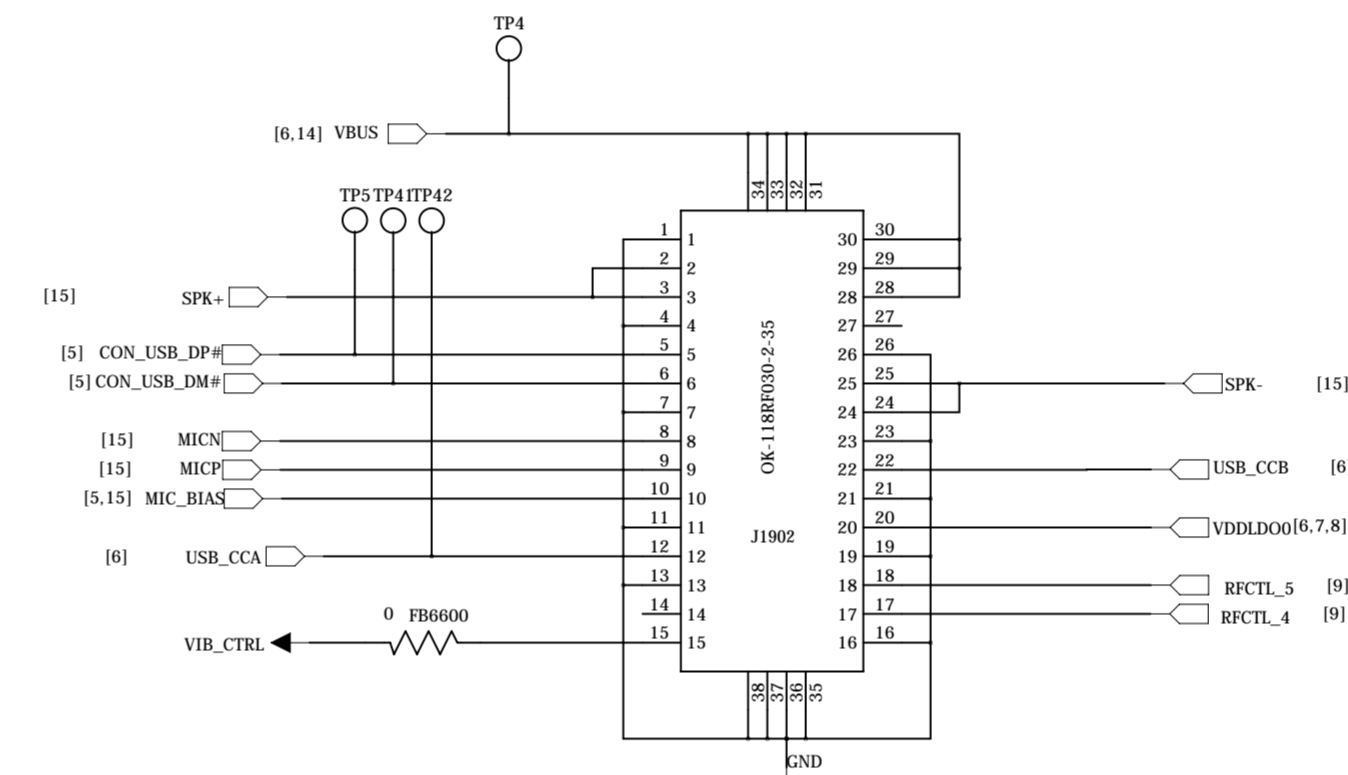 TP4
[6,14] VBUS
34 33 32 31
TP5 TP41 TP42
1 1 30 30
2 2 29 29
[15] SPK+ 3 3 28 28
4 4 27 27
[5] CON_USB_DP# 5 5 26 26
[5] CON_USB_DM# 6 6 25 25 SPK- [15]
7 7 24 24
[15] MICN 8 8 23 23
[15] MICP 9 9 22 22 USB_CCB [6
[5,15] MIC_BIAS 10 10 21 21
11 11 20 20 VDDLDO0 [6,7,8]
[6] USB_CCA 12 12 19 19
13 13 18 18 RFCTL_5 [9]
14 14 17 17 RFCTL_4 [9]
0 FB6600
VIB_CTRL 15 15 16 16
OK-118RF030-2-35
J1902
38 37 36 35
GND